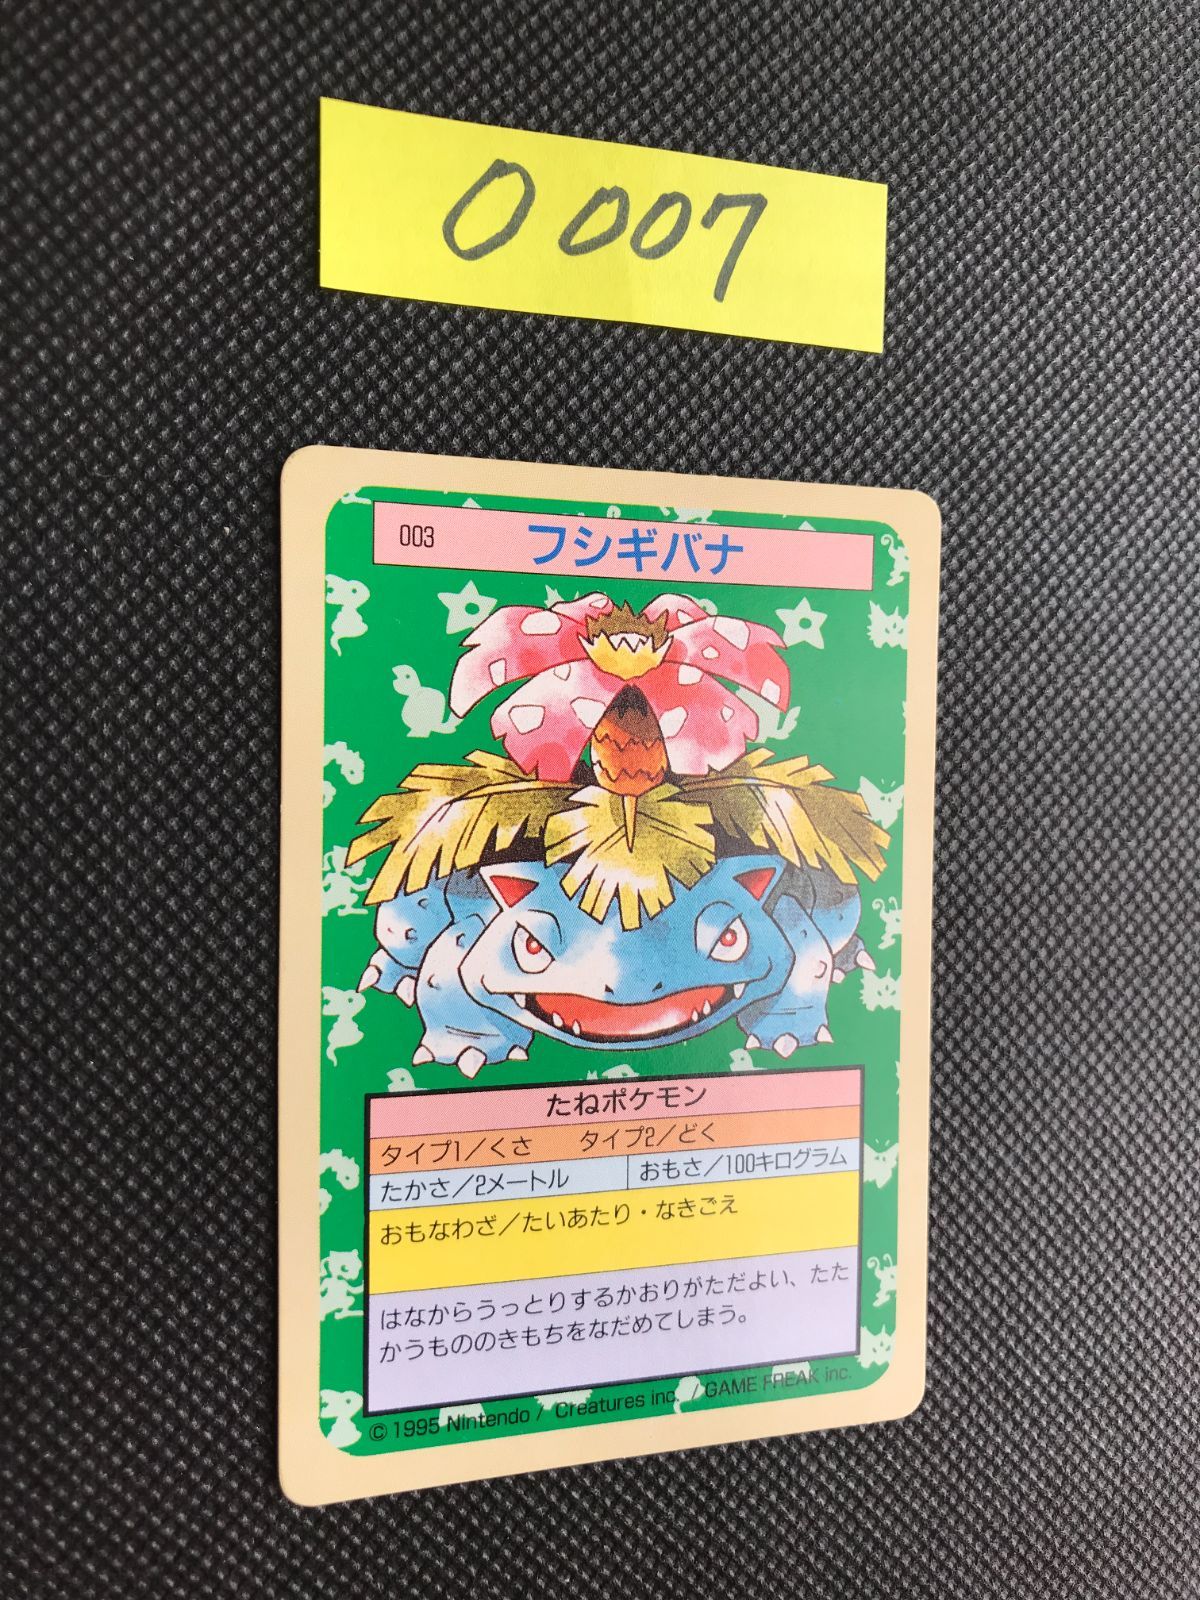 0007
003 フシギバナ
たねポケモン
タイプ1／くさ タイプ2／どく
たかさ／2メートル おもさ／100キログラム
おもなわざ／たいあたり・なきごえ
はなからうっとりするかおりがただよい、たた
かうもののきもちをなだめてしまう。
© 1995 Nintendo / Creatures inc. / GAME FREAK inc.